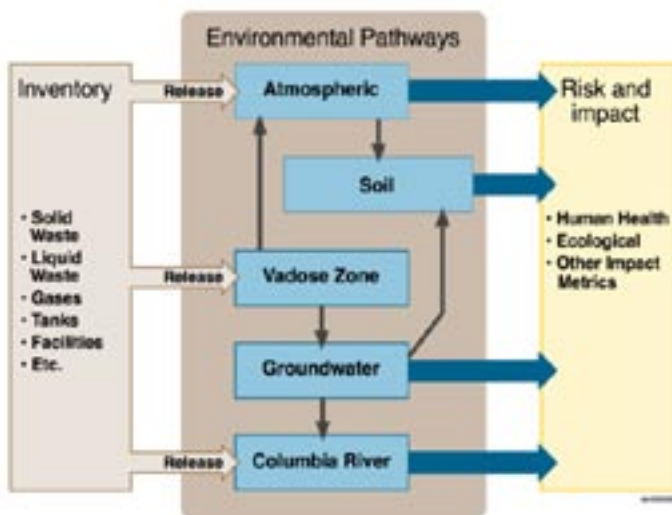 Environmental Pathways
Inventory
• Solid
Waste
• Liquid
Waste
• Gases
• Tanks
• Facilities
• Etc.
Release
Atmospheric
Soil
Release
Vadose Zone
Groundwater
Release
Columbia River
Risk and
impact
• Human Health
• Ecological
• Other Impact
Metrics